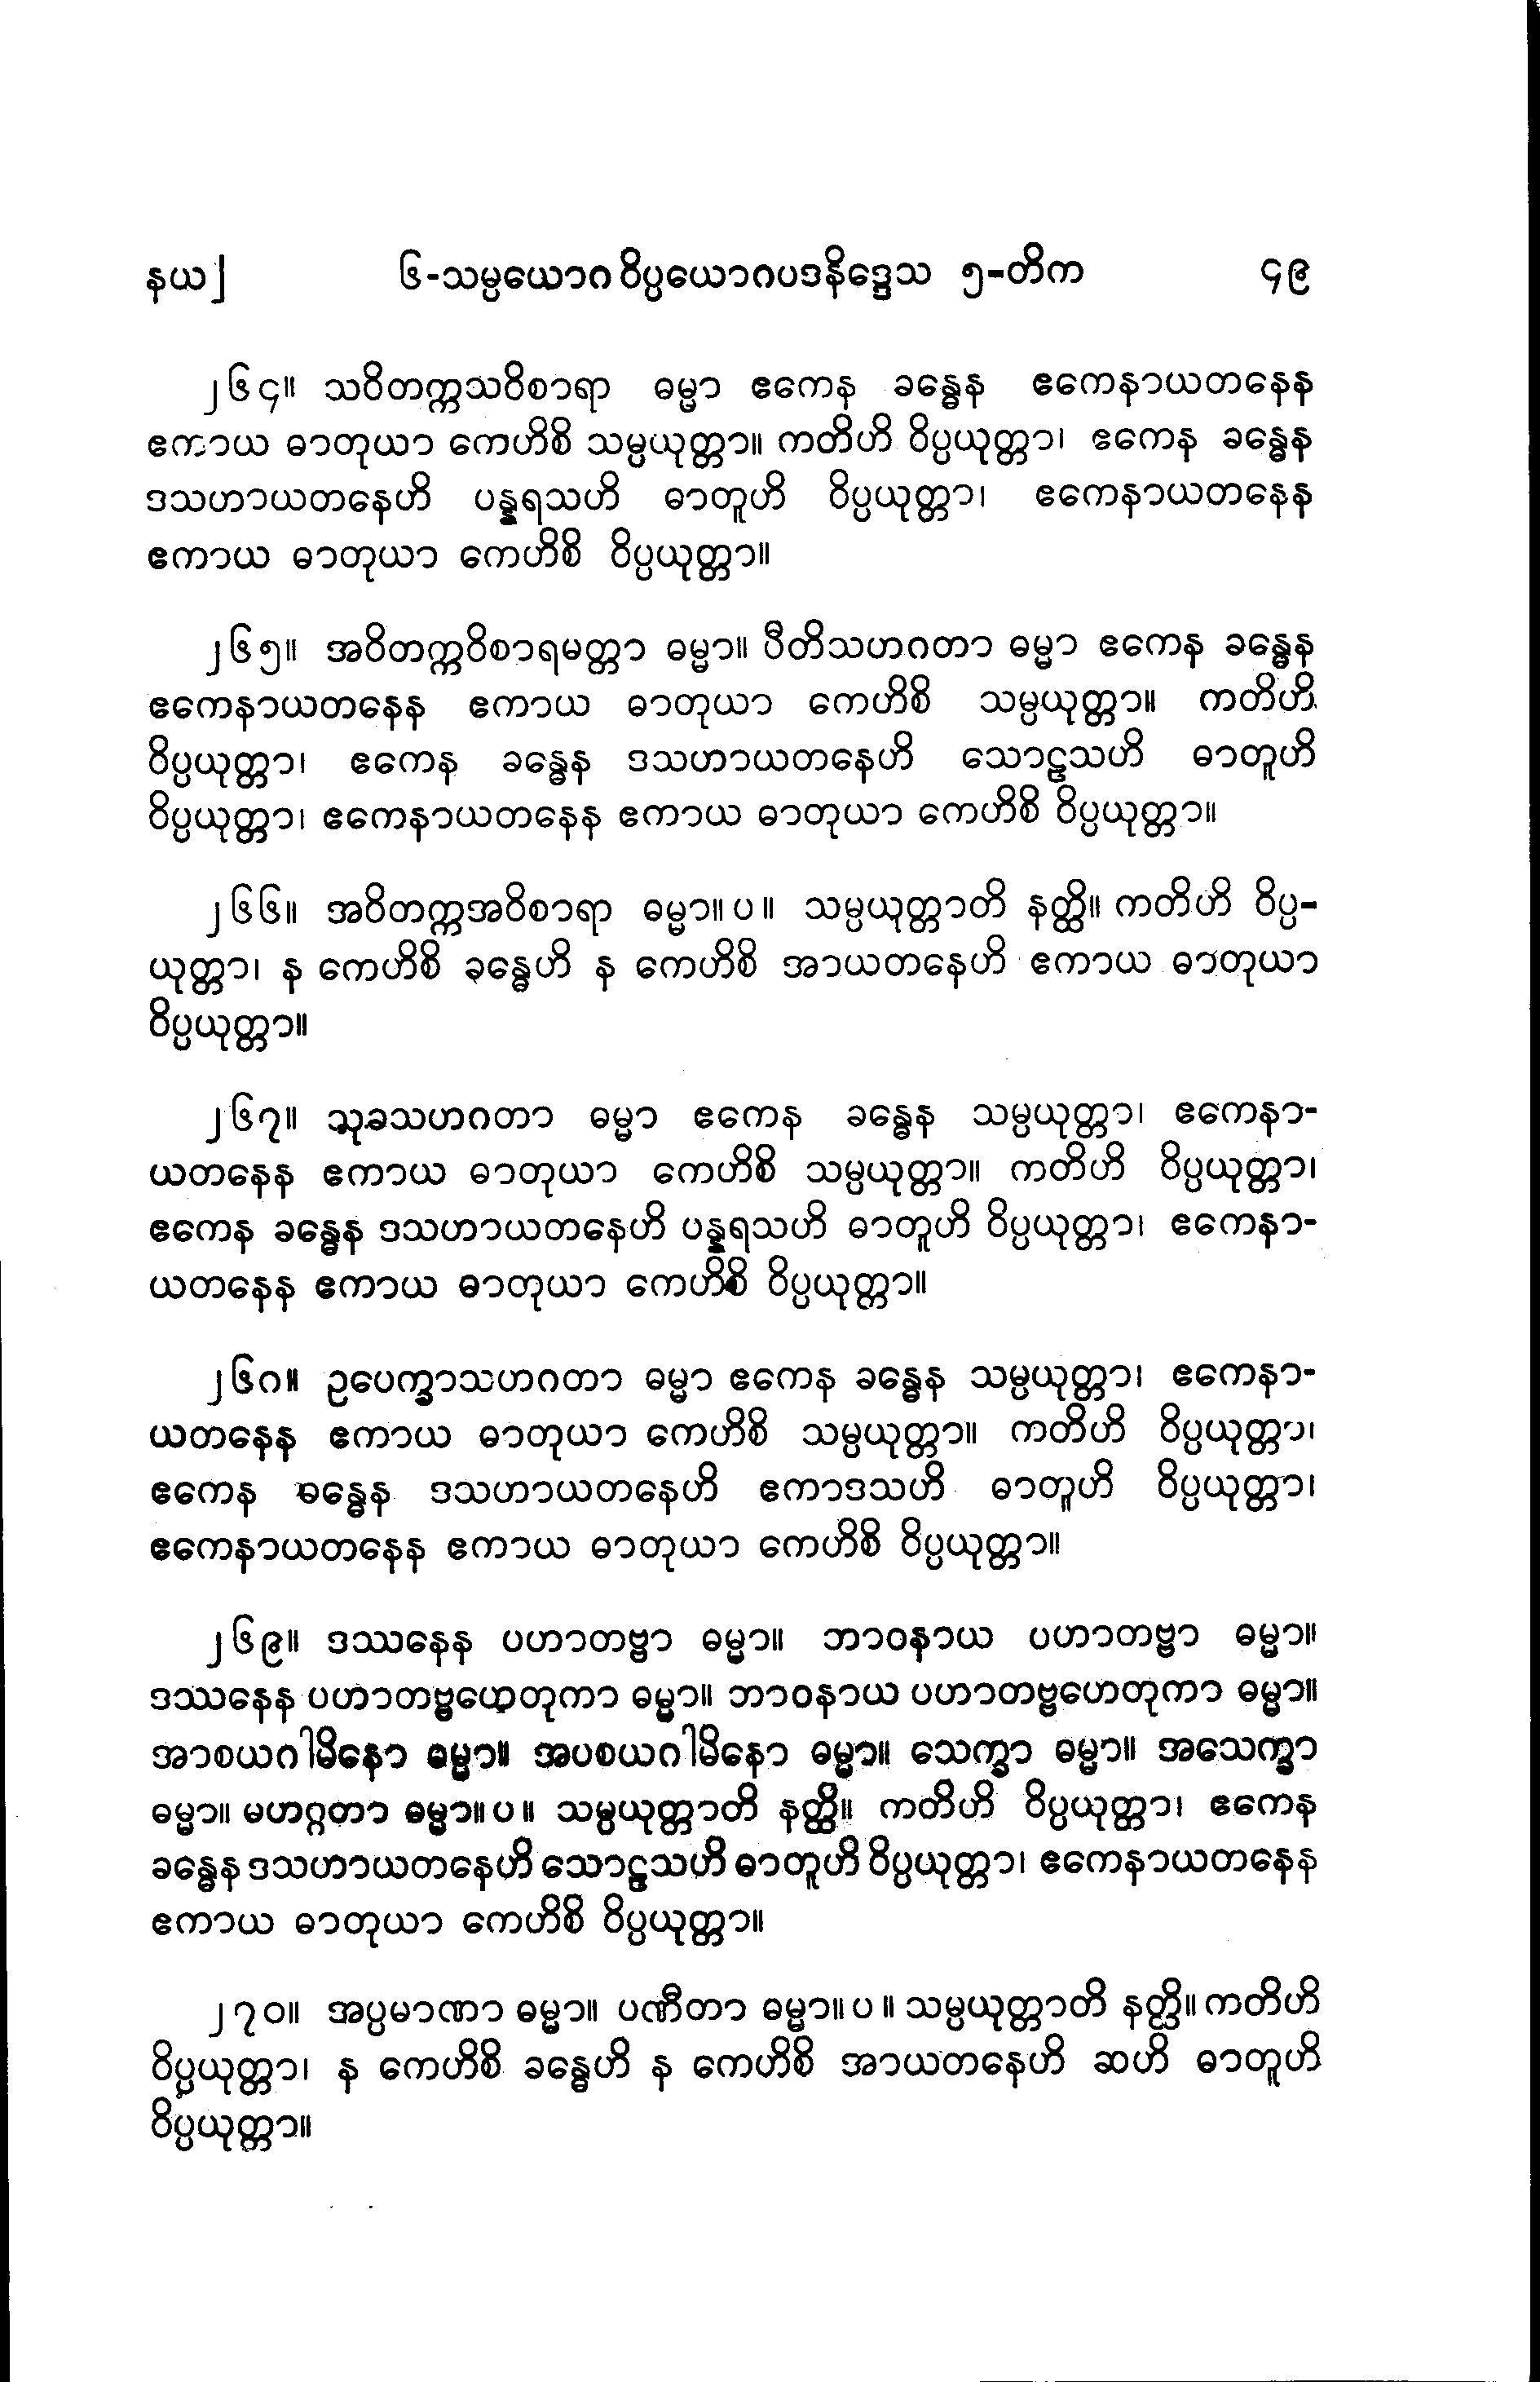 နယ]    ၆-သမ္ပယောဂ ဝိပ္ပယောဂပဒနိဒ္ဒေသ ၅-တိက    ၄၉
၂၆၄။ သဝိတက္ကသဝိစာရာ ဓမ္မာ ဧကေန ခန္ဓေန ဧကေနာယတနေန
ဧကာယ ဓာတုယာ ကေဟိစိ သမ္ပယုတ္တာ။ ကတိဟိ ဝိပ္ပယုတ္တာ၊ ဧကေန ခန္ဓေန
ဒသဟာယတနေဟိ ပန္နရသဟိ ဓာတူဟိ ဝိပ္ပယုတ္တာ၊ ဧကေနာယတနေန
ဧကာယ ဓာတုယာ ကေဟိစိ ဝိပ္ပယုတ္တာ။
၂၆၅။ အဝိတက္ကဝိစာရမတ္တာ ဓမ္မာ။ ပီတိသဟဂတာ ဓမ္မာ ဧကေန ခန္ဓေန
ဧကေနာယတနေန ဧကာယ ဓာတုယာ ကေဟိစိ သမ္ပယုတ္တာ။ ကတိဟိ
ဝိပ္ပယုတ္တာ၊ ဧကေန ခန္ဓေန ဒသဟာယတနေဟိ သောဠသဟိ ဓာတူဟိ
ဝိပ္ပယုတ္တာ၊ ဧကေနာယတနေန ဧကာယ ဓာတုယာ ကေဟိစိ ဝိပ္ပယုတ္တာ။
၂၆၆။ အဝိတက္ကအဝိစာရာ ဓမ္မာ။ပ။ သမ္ပယုတ္တာတိ နတ္ထိ။ ကတိဟိ ဝိပ္ပ-
ယုတ္တာ၊ န ကေဟိစိ ခန္ဓေဟိ န ကေဟိစိ အာယတနေဟိ ဧကာယ ဓာတုယာ
ဝိပ္ပယုတ္တာ။
၂၆၇။ သုခသဟဂတာ ဓမ္မာ ဧကေန ခန္ဓေန သမ္ပယုတ္တာ၊ ဧကေနာ-
ယတနေန ဧကာယ ဓာတုယာ ကေဟိစိ သမ္ပယုတ္တာ။ ကတိဟိ ဝိပ္ပယုတ္တာ၊
ဧကေန ခန္ဓေန ဒသဟာယတနေဟိ ပန္နရသဟိ ဓာတူဟိ ဝိပ္ပယုတ္တာ၊ ဧကေနာ-
ယတနေန ဧကာယ ဓာတုယာ ကေဟိစိ ဝိပ္ပယုတ္တာ။
၂၆၈။ ဥပေက္ခာသဟဂတာ ဓမ္မာ ဧကေန ခန္ဓေန သမ္ပယုတ္တာ၊ ဧကေနာ-
ယတနေန ဧကာယ ဓာတုယာ ကေဟိစိ သမ္ပယုတ္တာ။ ကတိဟိ ဝိပ္ပယုတ္တာ၊
ဧကေန ခန္ဓေန ဒသဟာယတနေဟိ ဧကာဒသဟိ ဓာတူဟိ ဝိပ္ပယုတ္တာ၊
ဧကေနာယတနေန ဧကာယ ဓာတုယာ ကေဟိစိ ဝိပ္ပယုတ္တာ။
၂၆၉။ ဒဿနေန ပဟာတဗ္ဗာ ဓမ္မာ။ ဘာဝနာယ ပဟာတဗ္ဗာ ဓမ္မာ။
ဒဿနေန ပဟာတဗ္ဗဟေတုကာ ဓမ္မာ။ ဘာဝနာယ ပဟာတဗ္ဗဟေတုကာ ဓမ္မာ။
အာစယဂါမိနော ဓမ္မာ။ အပစယဂါမိနော ဓမ္မာ။ သေက္ခာ ဓမ္မာ။ အသေက္ခာ
ဓမ္မာ။ မဟဂ္ဂတာ ဓမ္မာ။ပ။ သမ္ပယုတ္တာတိ နတ္ထိ။ ကတိဟိ ဝိပ္ပယုတ္တာ၊ ဧကေန
ခန္ဓေန ဒသဟာယတနေဟိ သောဠသဟိ ဓာတူဟိ ဝိပ္ပယုတ္တာ၊ ဧကေနာယတနေန
ဧကာယ ဓာတုယာ ကေဟိစိ ဝိပ္ပယုတ္တာ။
၂၇၀။ အပ္ပမာဏာ ဓမ္မာ။ ပဏီတာ ဓမ္မာ။ပ။ သမ္ပယုတ္တာတိ နတ္ထိ။ ကတိဟိ
ဝိပ္ပယုတ္တာ၊ န ကေဟိစိ ခန္ဓေဟိ န ကေဟိစိ အာယတနေဟိ ဆဟိ ဓာတူဟိ
ဝိပ္ပယုတ္တာ။